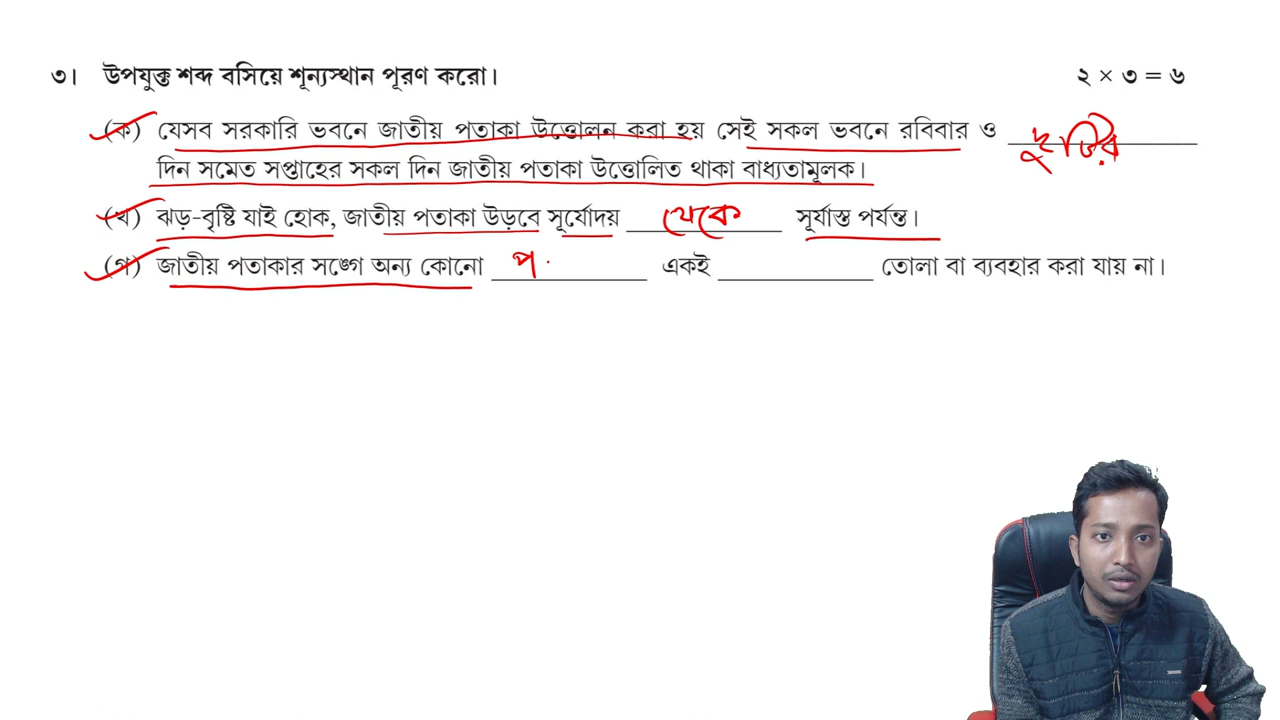 ৩। উপযুক্ত শব্দ বসিয়ে শূন্যস্থান পূরণ করো। ২ × ৩ = ৬
(ক) যেসব সরকারি ভবনে জাতীয় পতাকা উত্তোলন করা হয় সেই সকল ভবনে রবিবার ও ছুটির
দিন সমেত সপ্তাহের সকল দিন জাতীয় পতাকা উত্তোলিত থাকা বাধ্যতামূলক।
(খ) ঝড়-বৃষ্টি যাই হোক, জাতীয় পতাকা উড়বে সূর্যোদয় থেকে সূর্যাস্ত পর্যন্ত।
(গ) জাতীয় পতাকার সঙ্গে অন্য কোনো প একই ________ তোলা বা ব্যবহার করা যায় না।